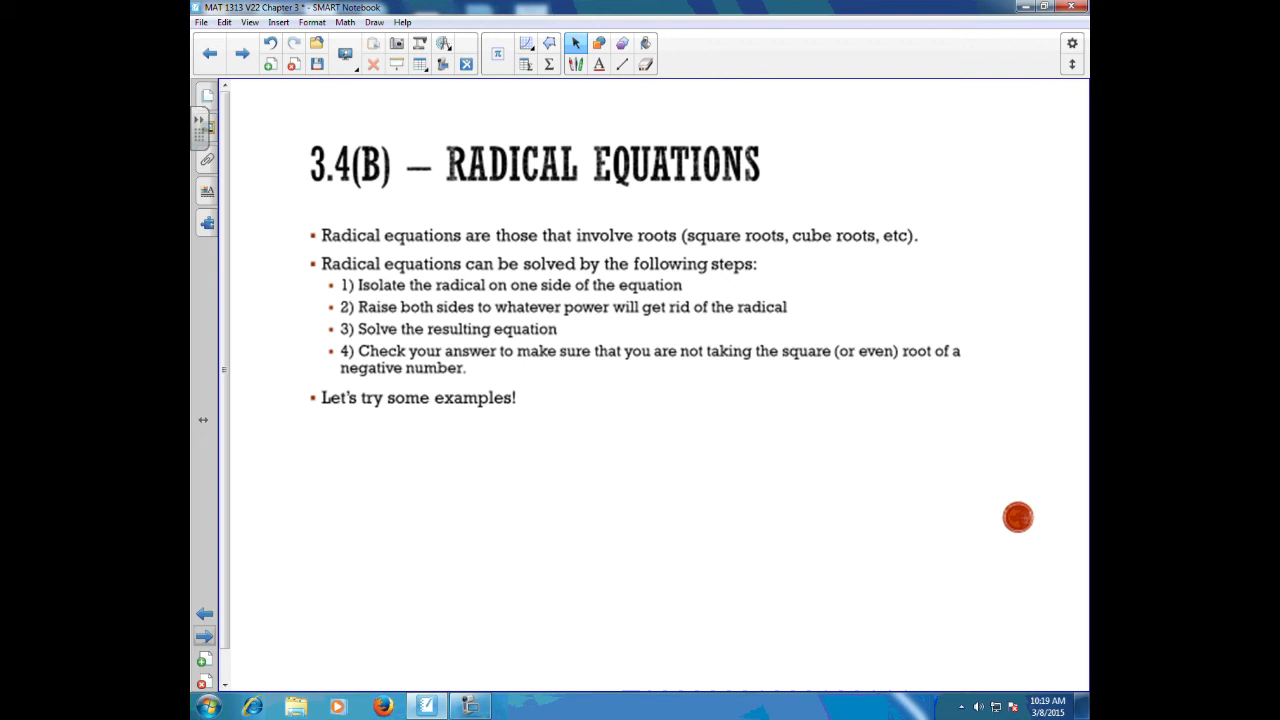 MAT 1313 V22 Chapter 3 * - SMART Notebook
File Edit View Insert Format Math Draw Help
3.4(B) – RADICAL EQUATIONS
▪ Radical equations are those that involve roots (square roots, cube roots, etc).
▪ Radical equations can be solved by the following steps:
▪ 1) Isolate the radical on one side of the equation
▪ 2) Raise both sides to whatever power will get rid of the radical
▪ 3) Solve the resulting equation
▪ 4) Check your answer to make sure that you are not taking the square (or even) root of a
negative number.
▪ Let's try some examples!
10:19 AM
3/8/2015